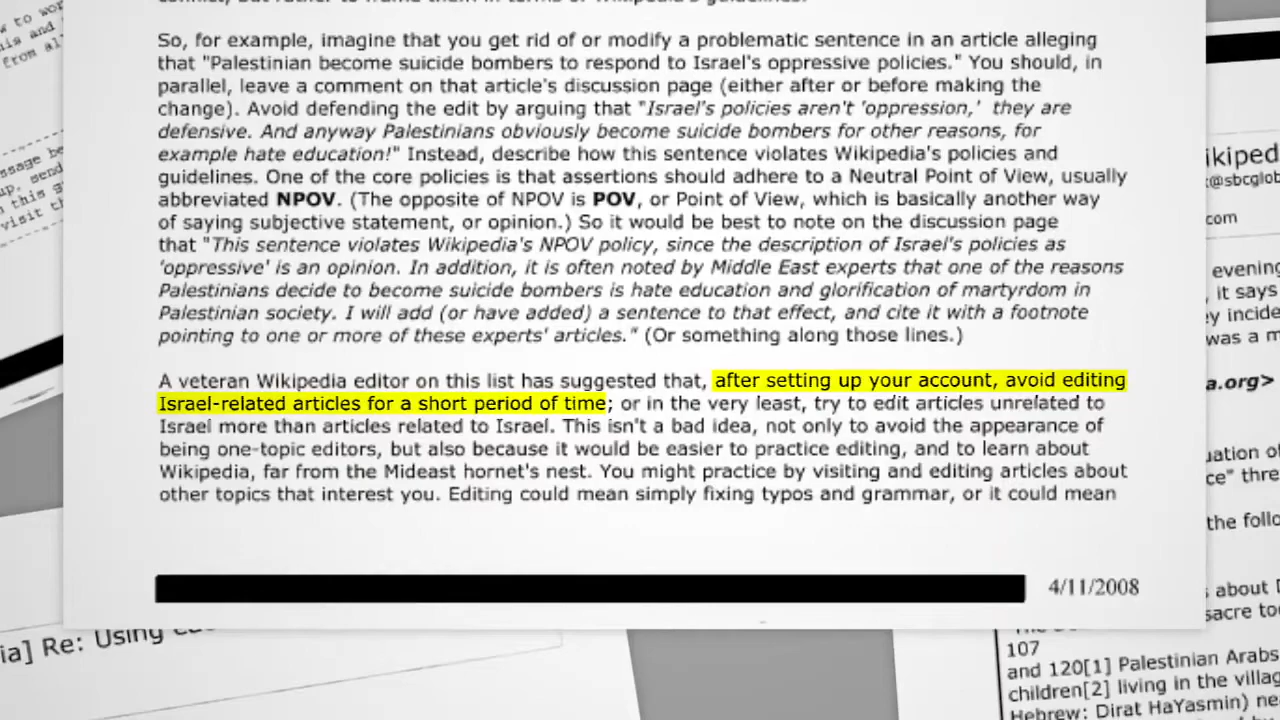 So, for example, imagine that you get rid of or modify a problematic sentence in an article alleging
that "Palestinian become suicide bombers to respond to Israel's oppressive policies." You should, in
parallel, leave a comment on that article's discussion page (either after or before making the
change). Avoid defending the edit by arguing that "Israel's policies aren't 'oppression,' they are
defensive. And anyway Palestinians obviously become suicide bombers for other reasons, for
example hate education!" Instead, describe how this sentence violates Wikipedia's policies and
guidelines. One of the core policies is that assertions should adhere to a Neutral Point of View, usually
abbreviated NPOV. (The opposite of NPOV is POV, or Point of View, which is basically another way
of saying subjective statement, or opinion.) So it would be best to note on the discussion page
that "This sentence violates Wikipedia's NPOV policy, since the description of Israel's policies as
'oppressive' is an opinion. In addition, it is often noted by Middle East experts that one of the reasons
Palestinians decide to become suicide bombers is hate education and glorification of martyrdom in
Palestinian society. I will add (or have added) a sentence to that effect, and cite it with a footnote
pointing to one or more of these experts' articles." (Or something along those lines.)
A veteran Wikipedia editor on this list has suggested that, after setting up your account, avoid editing
Israel-related articles for a short period of time; or in the very least, try to edit articles unrelated to
Israel more than articles related to Israel. This isn't a bad idea, not only to avoid the appearance of
being one-topic editors, but also because it would be easier to practice editing, and to learn about
Wikipedia, far from the Mideast hornet's nest. You might practice by visiting and editing articles about
other topics that interest you. Editing could mean simply fixing typos and grammar, or it could mean
4/11/2008
ia] Re: Using
evening
it says
was a m
a.org>
the follo
about
107
and 120[1] Palestinian Arabs
children[2] living in the villag
Hebrew: Dirat HaYasmin) ne